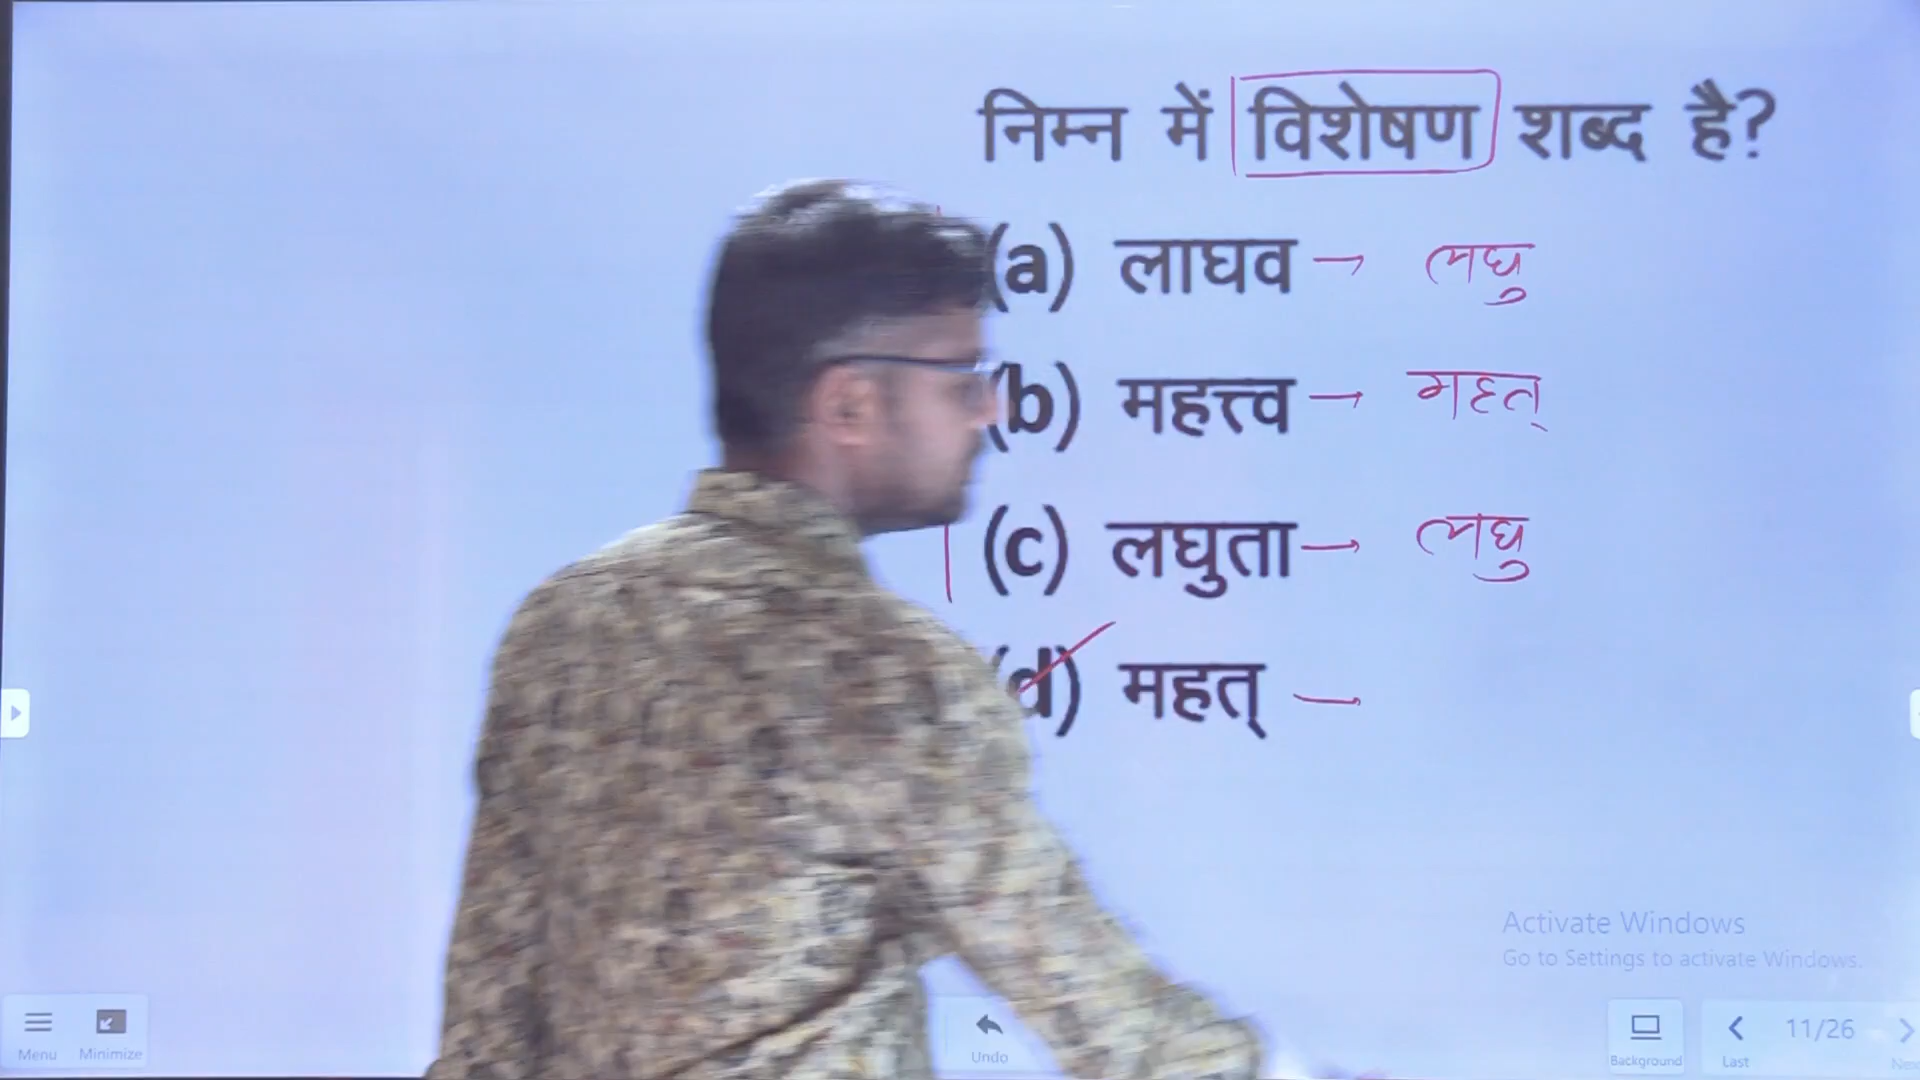 निम्न में विशेषण शब्द है?
(a) लाघव → लघु
(b) महत्त्व → महत्
(c) लघुता → लघु
(d) महत् —
Activate Windows
Go to Settings to activate Windows.
Menu Minimize Undo Background Last 11/26